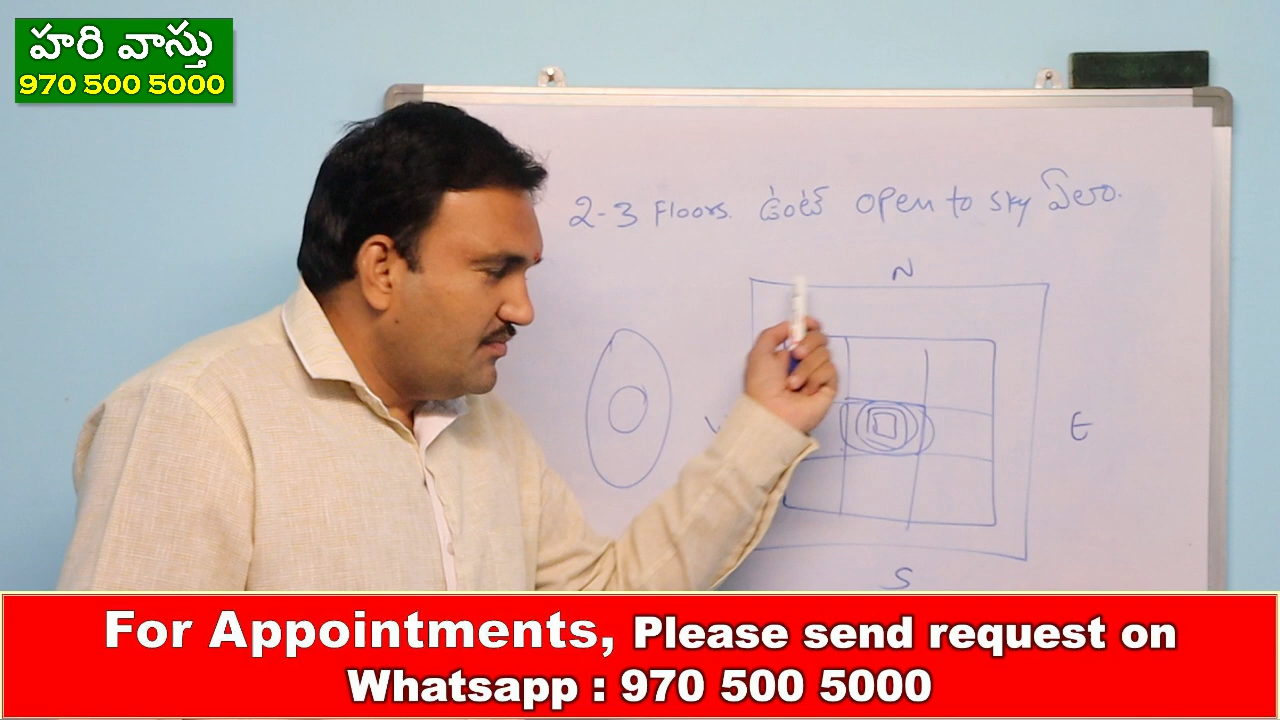 హరి వాస్తు
970 500 5000
2-3 Floors. ఉంటే open to sky ఏలా.
N
E
S
For Appointments, Please send request on
Whatsapp : 970 500 5000